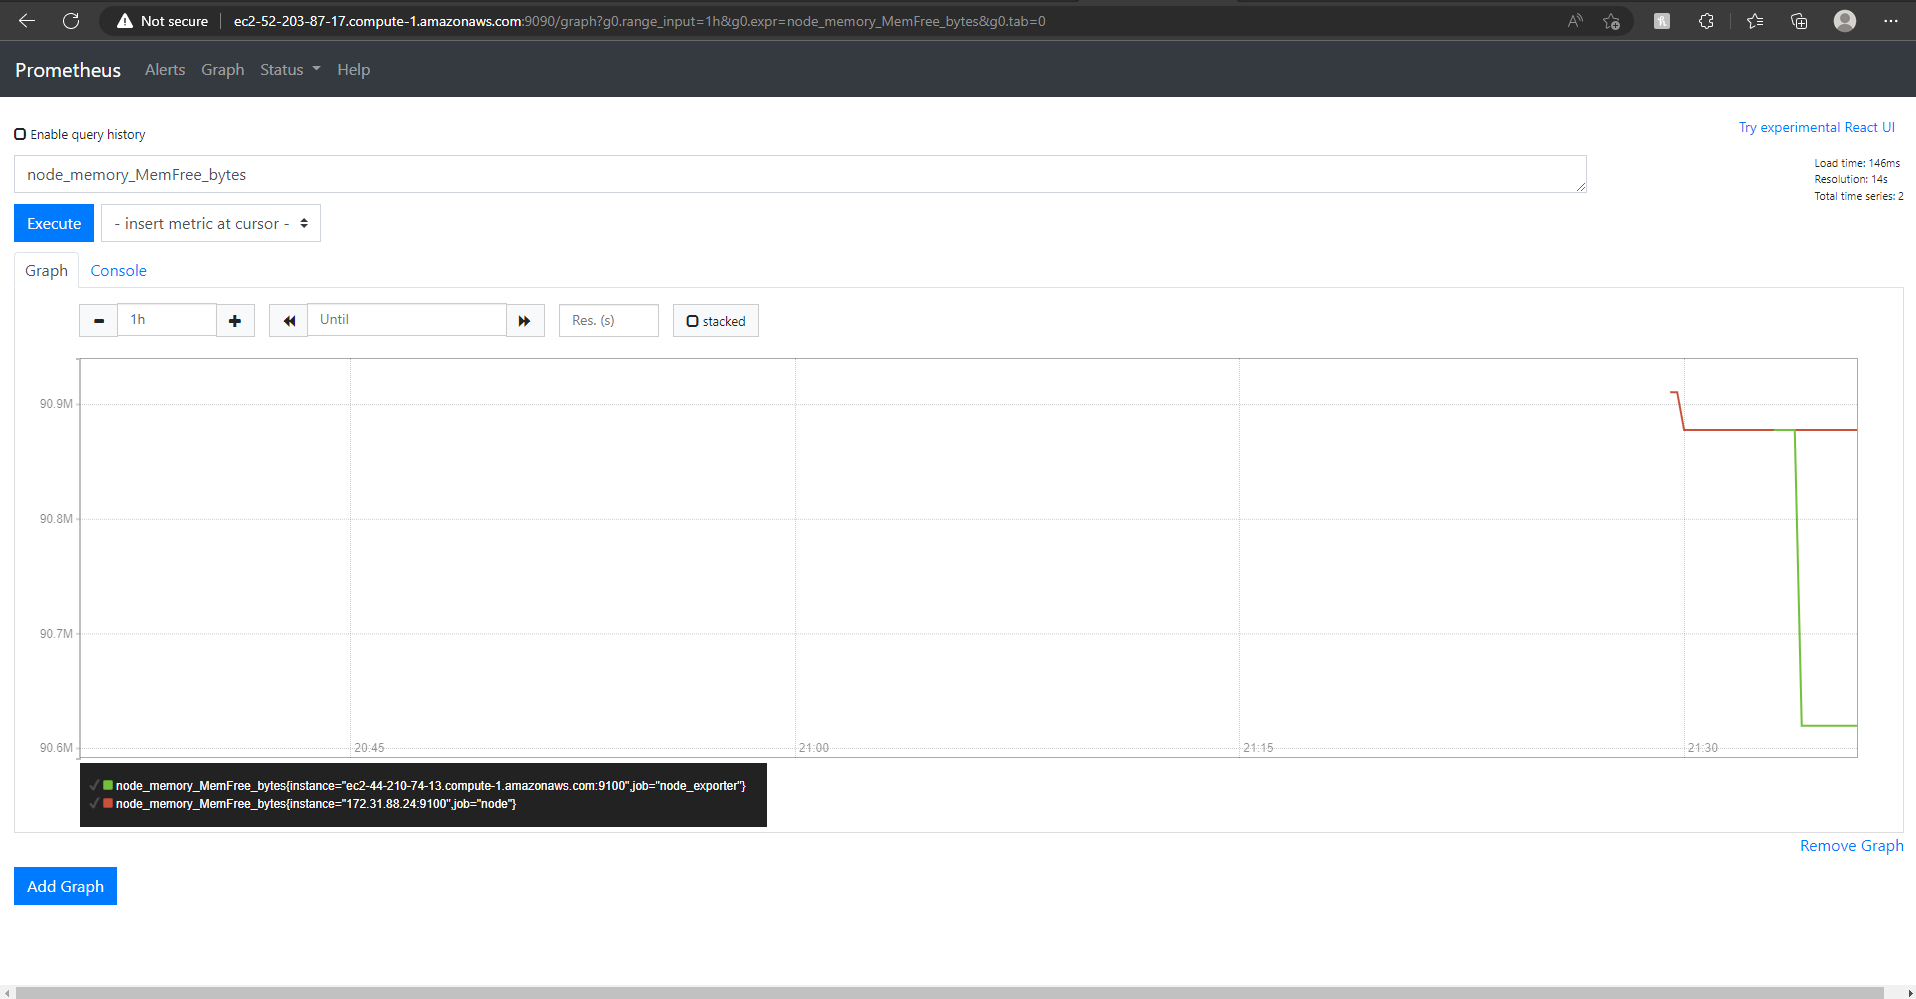 Not secure
ec2-52-203-87-17.compute-1.amazonaws.com:9090/graph?g0.range_input=1h&g0.expr=node_memory_MemFree_bytes&g0.tab=0
Prometheus Alerts Graph Status Help
Enable query history
Try experimental React UI
node_memory_MemFree_bytes
Load time: 146ms
Resolution: 14s
Total time series: 2
Execute - insert metric at cursor -
Graph Console
1h Until Res. (s) stacked
90.9M
90.8M
90.7M
90.6M
20:45 21:00 21:15 21:30
node_memory_MemFree_bytes{instance="ec2-44-210-74-13.compute-1.amazonaws.com:9100",job="node_exporter"}
node_memory_MemFree_bytes{instance="172.31.88.24:9100",job="node"}
Remove Graph
Add Graph